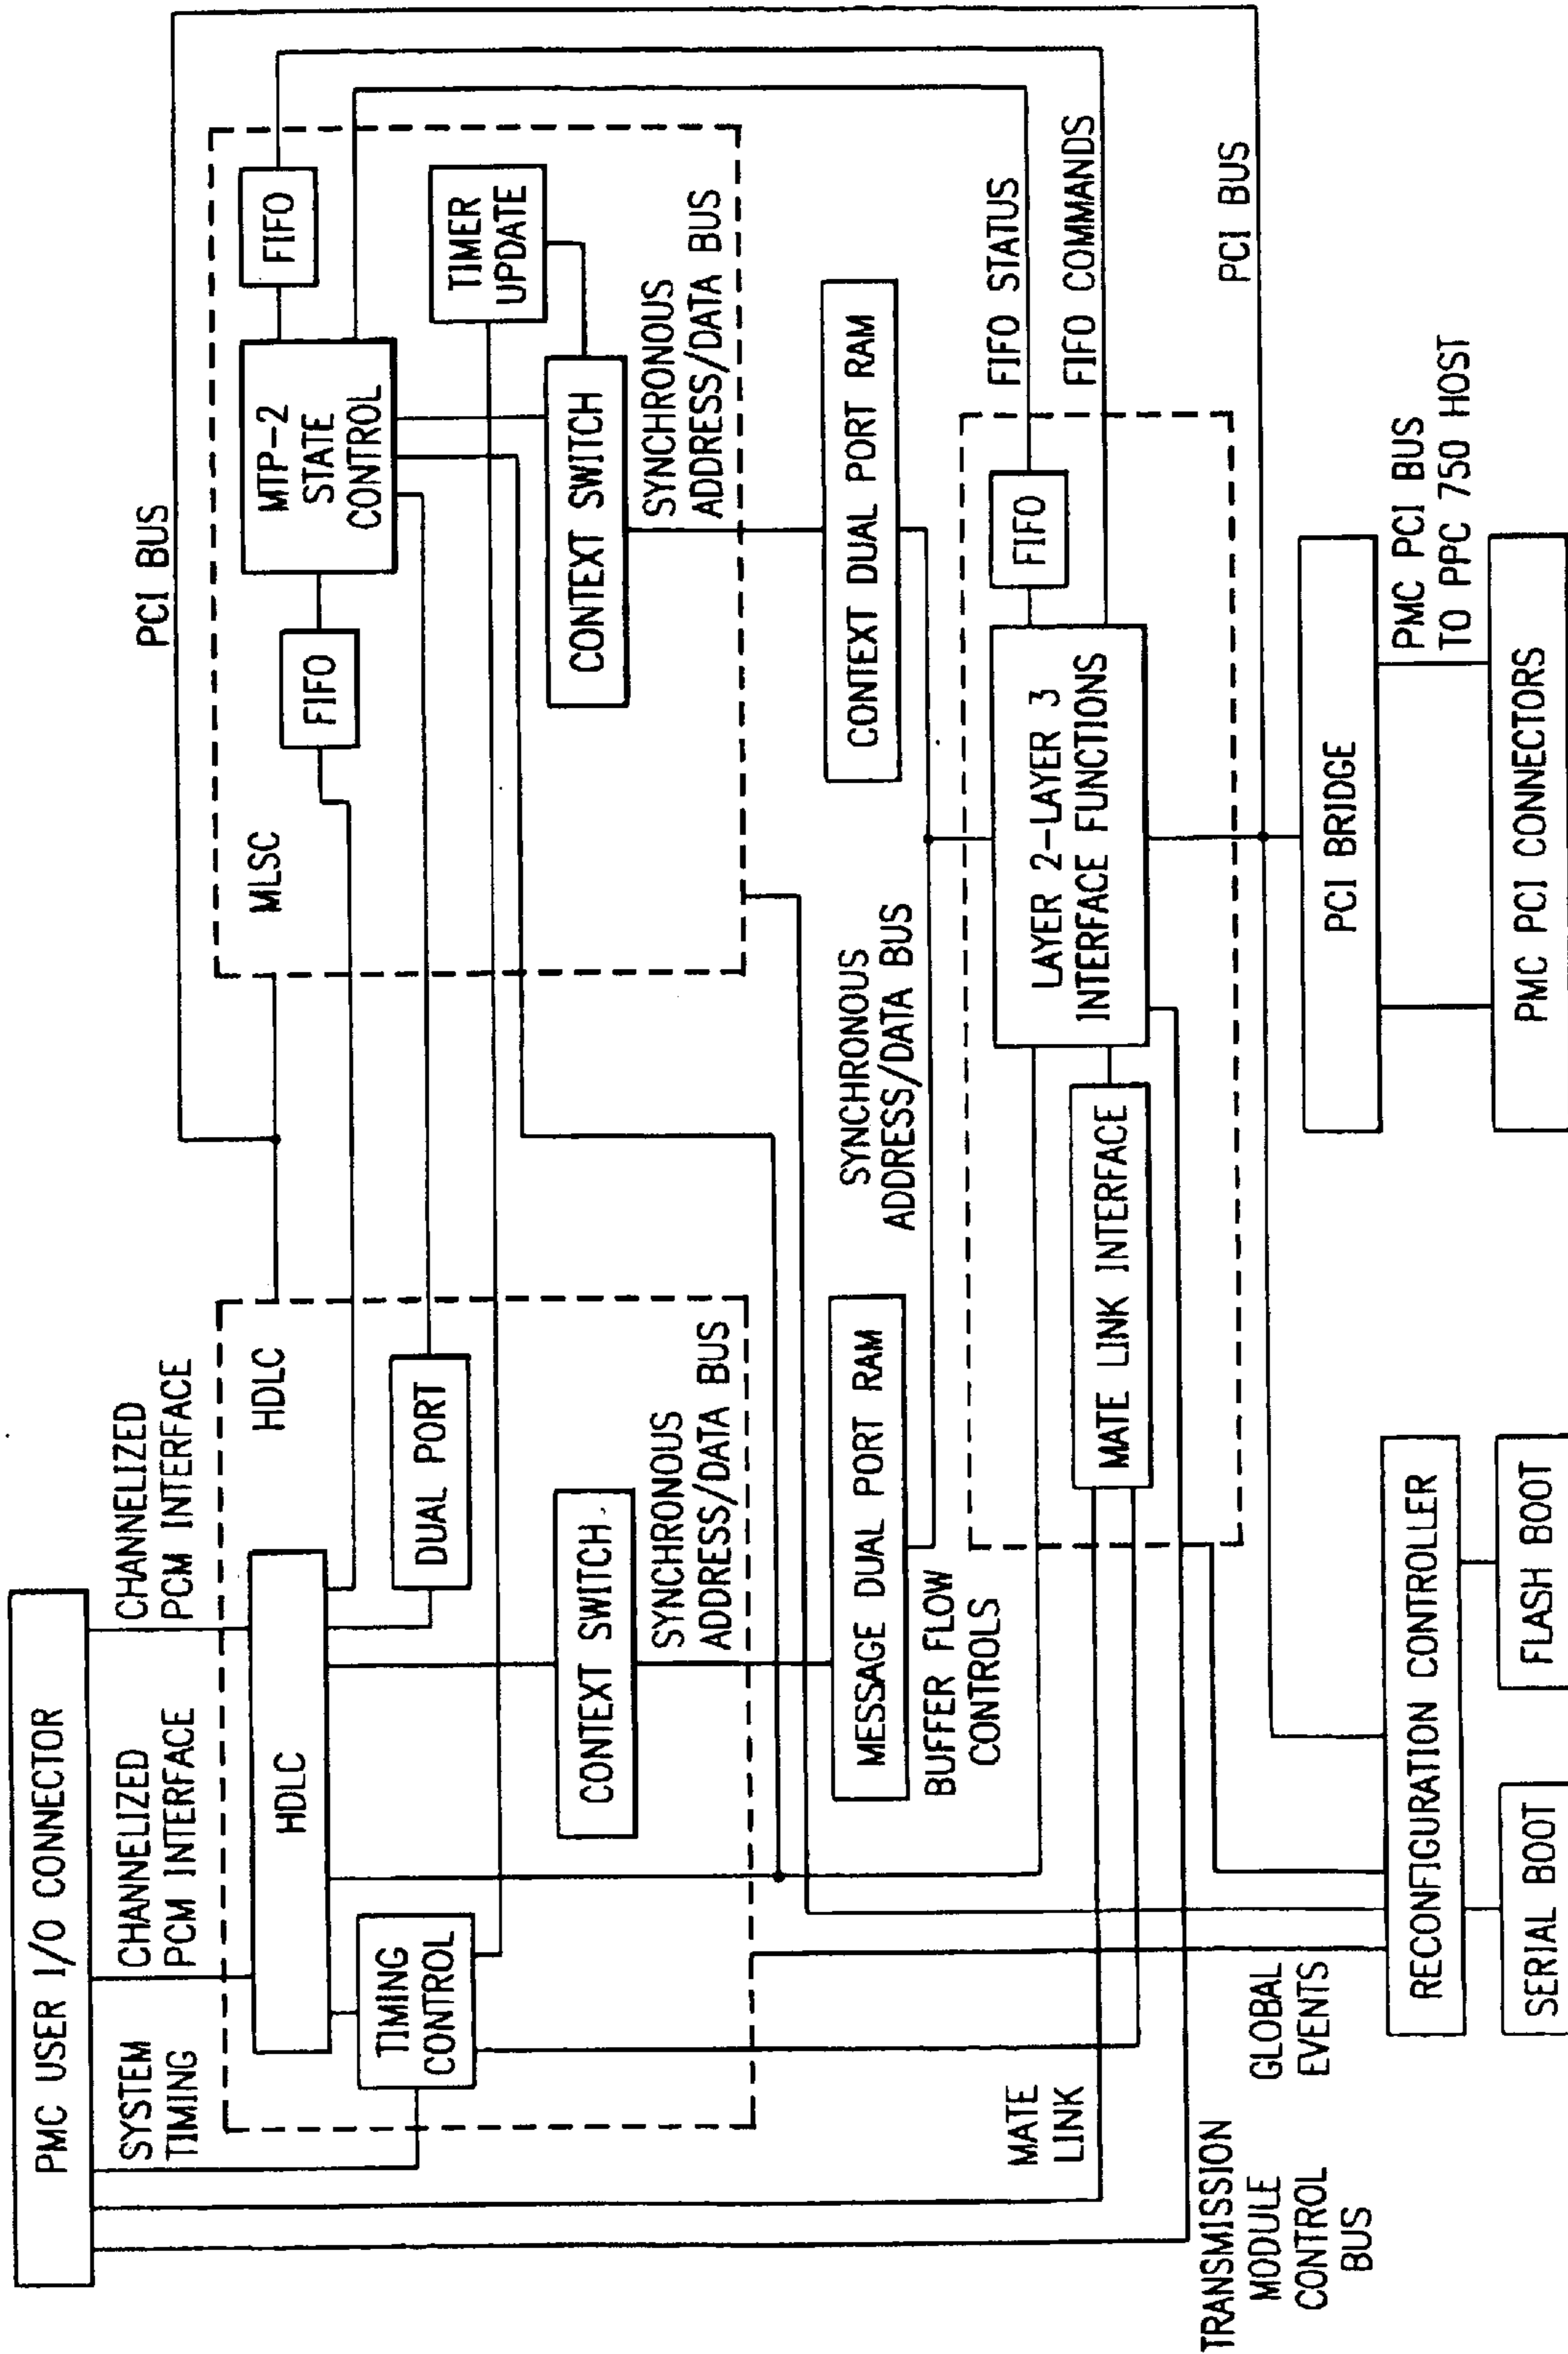 PMC USER I/O CONNECTOR
SYSTEM
TIMING
CHANNELIZED
PCM INTERFACE
CHANNELIZED
PCM INTERFACE
PCI BUS
HDLC
HDLC
TIMING
CONTROL
DUAL PORT
CONTEXT SWITCH
SYNCHRONOUS
ADDRESS/DATA BUS
MLSC
FIFO
MTP-2
STATE
CONTROL
FIFO
TIMER
UPDATE
CONTEXT SWITCH
SYNCHRONOUS
ADDRESS/DATA BUS
MESSAGE DUAL PORT RAM
BUFFER FLOW
CONTROLS
SYNCHRONOUS
ADDRESS/DATA BUS
CONTEXT DUAL PORT RAM
MATE
LINK
MATE LINK INTERFACE
LAYER 2-LAYER 3
INTERFACE FUNCTIONS
FIFO
FIFO STATUS
FIFO COMMANDS
PCI BUS
TRANSMISSION
MODULE
CONTROL
BUS
GLOBAL
EVENTS
RECONFIGURATION CONTROLLER
SERIAL BOOT
FLASH BOOT
PCI BRIDGE
PMC PCI BUS
TO PPC 750 HOST
PMC PCI CONNECTORS